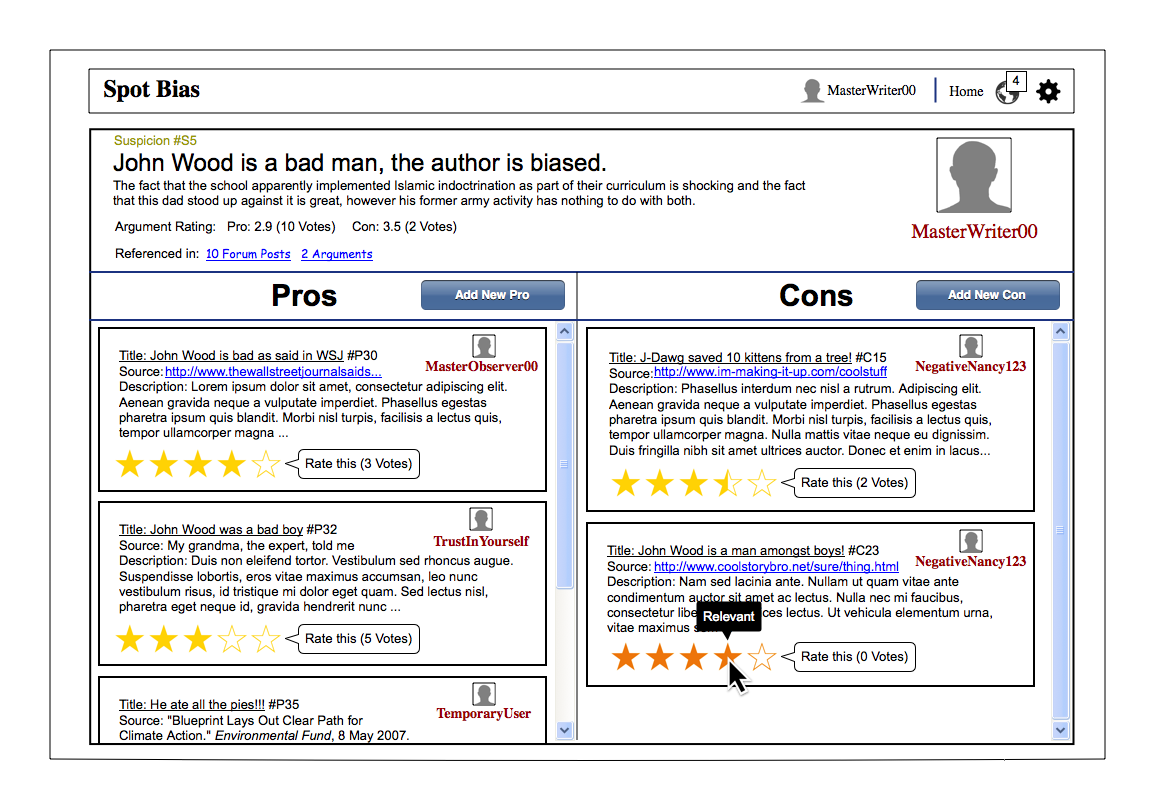 Spot Bias
MasterWriter00
Home
4
Suspicion #S5
John Wood is a bad man, the author is biased.
The fact that the school apparently implemented Islamic indoctrination as part of their curriculum is shocking and the fact
that this dad stood up against it is great, however his former army activity has nothing to do with both.
Argument Rating: Pro: 2.9 (10 Votes) Con: 3.5 (2 Votes)
Referenced in: 10 Forum Posts 2 Arguments
MasterWriter00
Pros
Add New Pro
Title: John Wood is bad as said in WSJ #P30
Source: http://www.thewallstreetjournalsaids...
Description: Lorem ipsum dolor sit amet, consectetur adipiscing elit.
Aenean gravida neque a vulputate imperdiet. Phasellus egestas
pharetra ipsum quis blandit. Morbi nisl turpis, facilisis a lectus quis,
tempor ullamcorper magna ...
MasterObserver00
Rate this (3 Votes)
Title: John Wood was a bad boy #P32
Source: My grandma, the expert, told me
Description: Duis non eleifend tortor. Vestibulum sed rhoncus augue.
Suspendisse lobortis, eros vitae maximus accumsan, leo nunc
vestibulum risus, id tristique mi dolor eget quam. Sed lectus nisl,
pharetra eget neque id, gravida hendrerit nunc ...
TrustInYourself
Rate this (5 Votes)
Title: He ate all the pies!!! #P35
Source: "Blueprint Lays Out Clear Path for
Climate Action." Environmental Fund, 8 May 2007.
TemporaryUser
Cons
Add New Con
Title: J-Dawg saved 10 kittens from a tree! #C15
Source:http://www.im-making-it-up.com/coolstuff
Description: Phasellus interdum nec nisl a rutrum. Adipiscing elit.
Aenean gravida neque a vulputate imperdiet. Phasellus egestas
pharetra ipsum quis blandit. Morbi nisl turpis, facilisis a lectus quis,
tempor ullamcorper magna. Nulla mattis vitae neque eu dignissim.
Duis fringilla nibh sit amet ultrices auctor. Donec et enim in lacus...
NegativeNancy123
Rate this (2 Votes)
Title: John Wood is a man amongst boys! #C23
Source: http://www.coolstorybro.net/sure/thing.html
Description: Nam sed lacinia ante. Nullam ut quam vitae ante
condimentum auctor sit amet ac lectus. Nulla nec mi faucibus,
consectetur lectus. Ut vehicula elementum urna,
vitae maximus
NegativeNancy123
Relevant
Rate this (0 Votes)